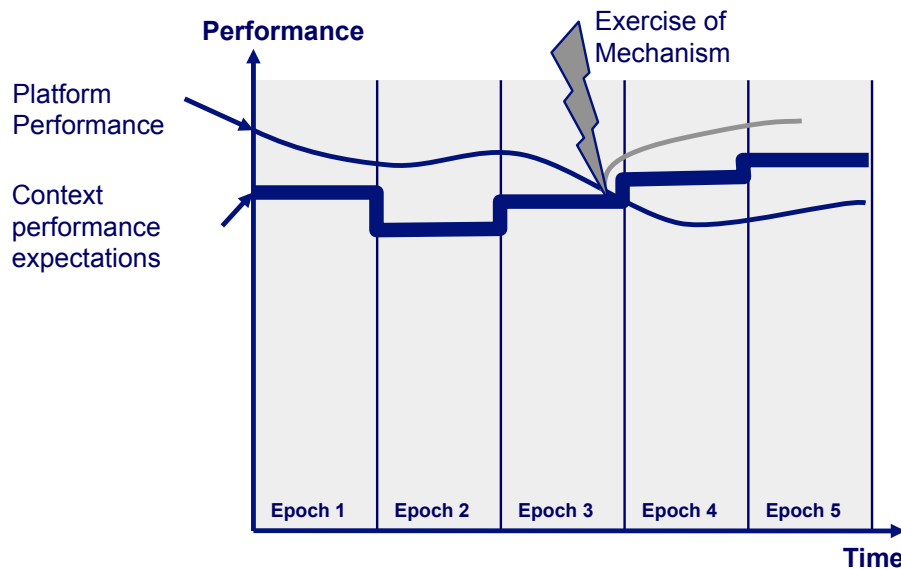 Exercise of
Mechanism
Performance
Platform
Performance
Context
performance
expectations
Epoch 1
Epoch 2
Epoch 3
Epoch 4
Epoch 5
Time